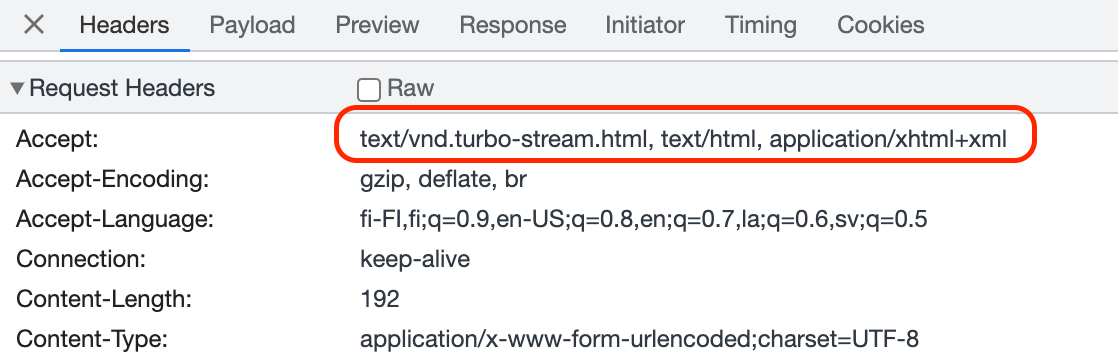 Headers Payload Preview Response Initiator Timing Cookies
Request Headers Raw
Accept: text/vnd.turbo-stream.html, text/html, application/xhtml+xml
Accept-Encoding: gzip, deflate, br
Accept-Language: fi-FI,fi;q=0.9,en-US;q=0.8,en;q=0.7,la;q=0.6,sv;q=0.5
Connection: keep-alive
Content-Length: 192
Content-Type: application/x-www-form-urlencoded;charset=UTF-8